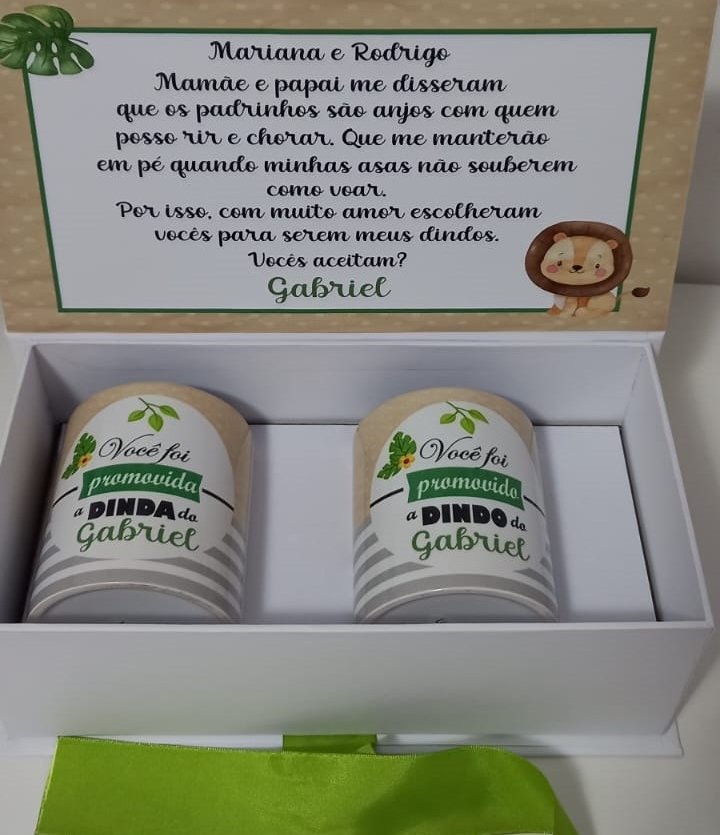 Mariana e Rodrigo
Mamãe e papai me disseram
que os padrinhos são anjos com quem
posso rir e chorar. Que me manterão
em pé quando minhas asas não souberem
como voar.
Por isso, com muito amor escolheram
vocês para serem meus dindos.
Vocês aceitam?
Gabriel
Você foi
promovida
a DINDA do
Gabriel
Você foi
promovido
a DINDO do
Gabriel